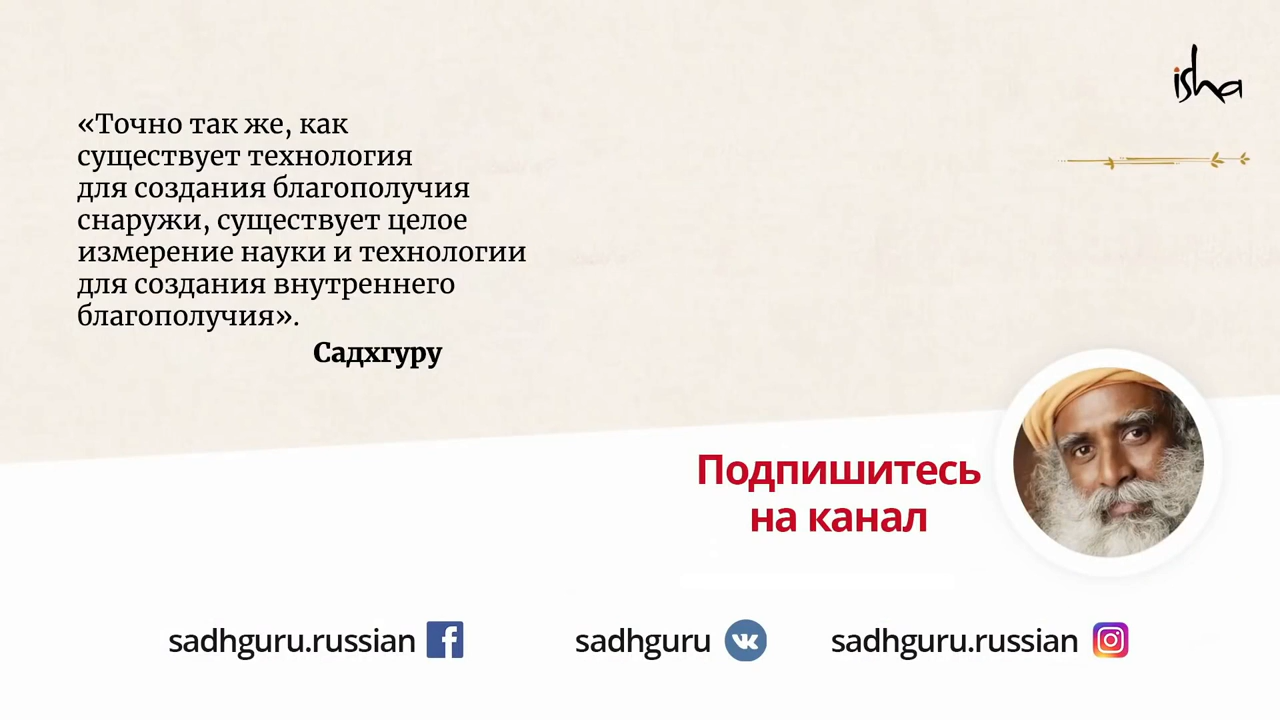 isha
«Точно так же, как
существует технология
для создания благополучия
снаружи, существует целое
измерение науки и технологии
для создания внутреннего
благополучия».
Садхгуру
Подпишитесь
на канал
sadhguru.russian
sadhguru
sadhguru.russian